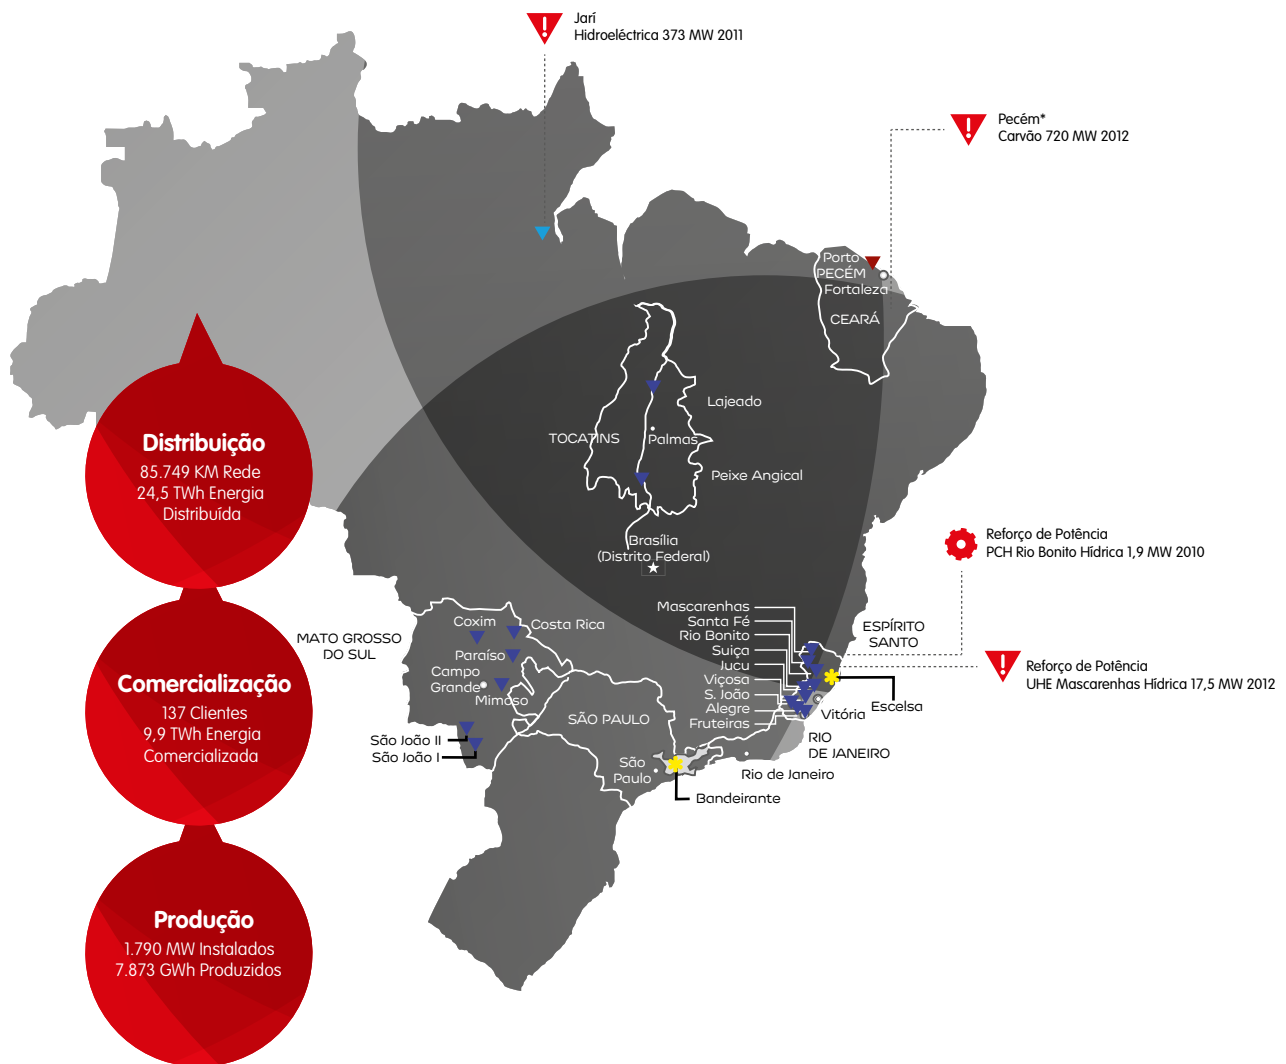 Jarí
Hidroeléctrica 373 MW 2011
Pecém*
Carvão 720 MW 2012
Porto
PECÉM
Fortaleza
CEARÁ
Distribuição
85.749 KM Rede
24,5 TWh Energia
Distribuída
Lajeado
TOCATINS
Palmas
Peixe Angical
Brasília
(Distrito Federal)
Reforço de Potência
PCH Rio Bonito Hídrica 1,9 MW 2010
Mascarenhas
Santa Fé
Rio Bonito
Suiça
Jucu
Viçosa
S. João
Alegre
Fruteiras
ESPÍRITO
SANTO
Reforço de Potência
UHE Mascarenhas Hídrica 17,5 MW 2012
Escelsa
Vitória
MATO GROSSO
DO SUL
Coxim
Costa Rica
Paraíso
Campo
Grande
Mimoso
Comercialização
137 Clientes
9,9 TWh Energia
Comercializada
SÃO PAULO
São João II
São João I
RIO
DE JANEIRO
São
Paulo
Rio de Janeiro
Bandeirante
Produção
1.790 MW Instalados
7.873 GWh Produzidos